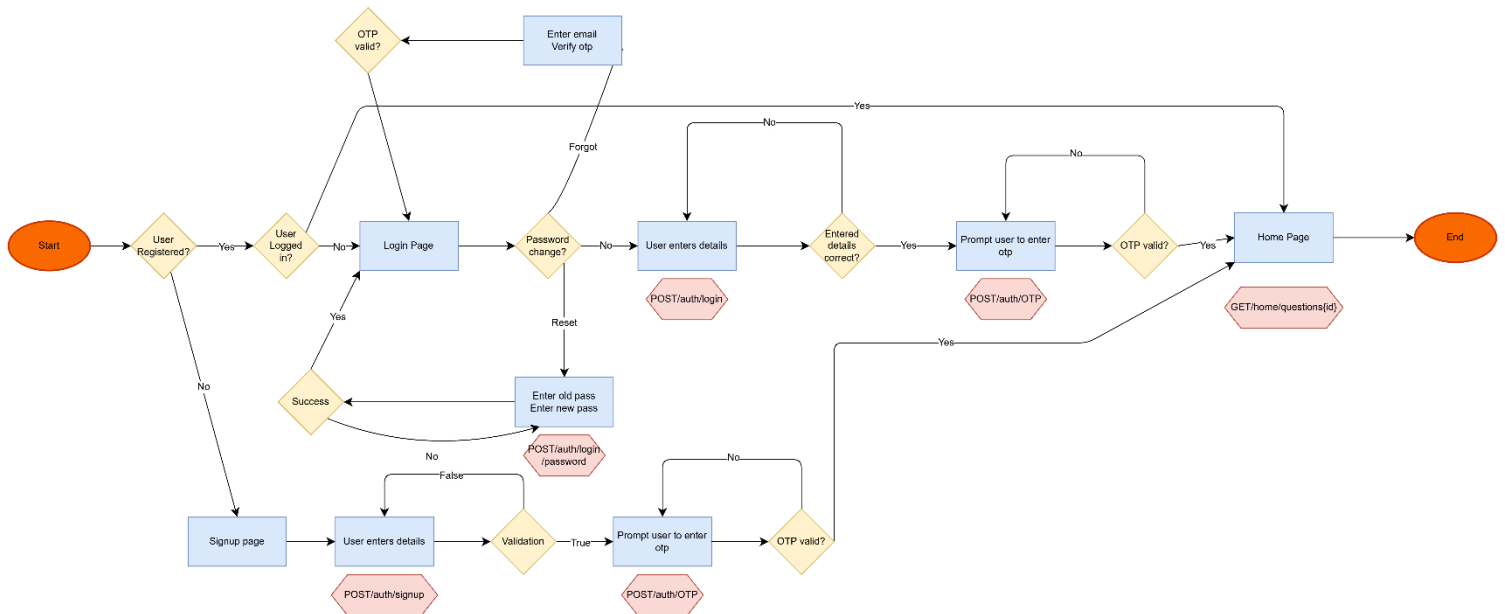 OTP
valid?
Enter email
Verify otp
Yes
No
Forgot
No
Start
User
Registered?
Yes
User
Logged
in?
No
Login Page
Password
change?
No
User enters details
Entered
details
correct?
Yes
Prompt user to enter
otp
OTP valid?
Yes
Home Page
End
POST/auth/login
POST/auth/OTP
GET/home/questions{id}
Yes
Reset
Yes
No
Success
Enter old pass
Enter new pass
POST/auth/login
/password
No
No
False
Signup page
User enters details
Validation
True
Prompt user to enter
otp
OTP valid?
POST/auth/signup
POST/auth/OTP